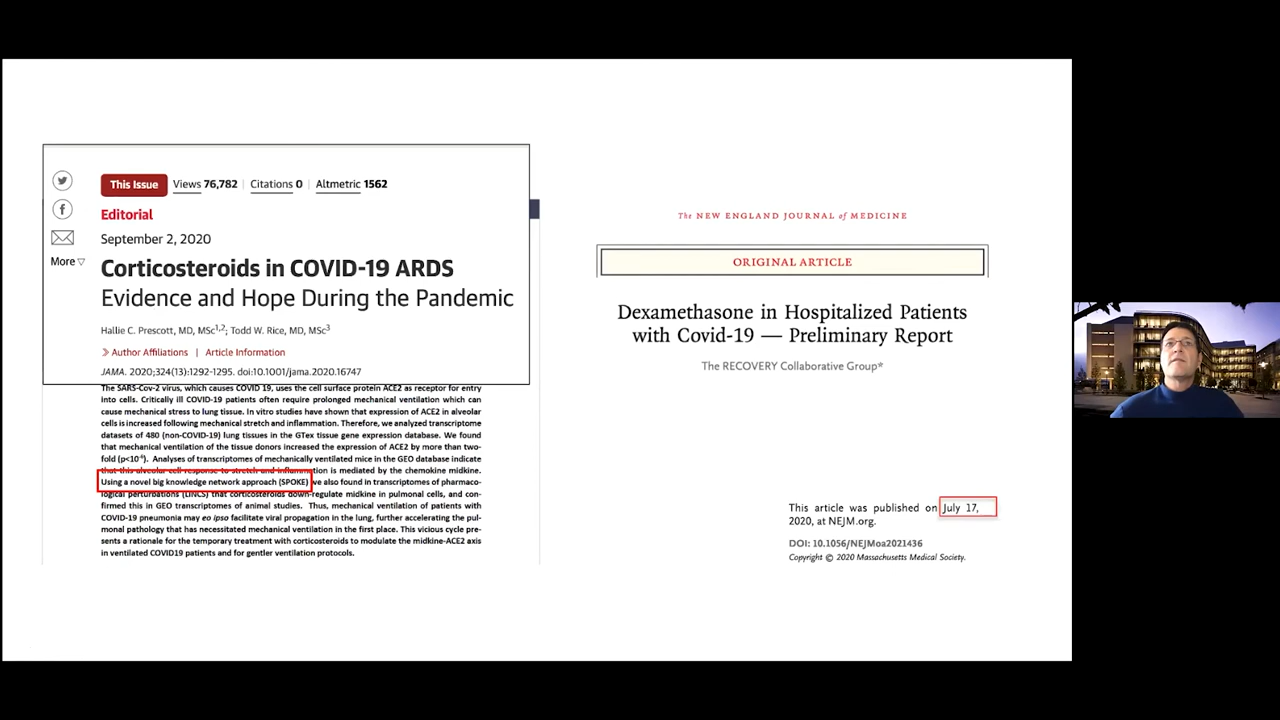 This Issue Views 76,782 | Citations 0 | Altmetric 1562
Editorial
September 2, 2020
More
Corticosteroids in COVID-19 ARDS
Evidence and Hope During the Pandemic
Hallie C. Prescott, MD, MSc1,2; Todd W. Rice, MD, MSc3
Author Affiliations | Article Information
JAMA. 2020;324(13):1292-1295. doi:10.1001/jama.2020.16747
The SARS-Cov-2 virus, which causes COVID 19, uses the cell surface protein ACE2 as receptor for entry
into cells. Critically ill COVID-19 patients often require prolonged mechanical ventilation which can
cause mechanical stress to lung tissue. In vitro studies have shown that expression of ACE2 in alveolar
cells is increased following mechanical stretch and inflammation. Therefore, we analyzed transcriptome
datasets of 480 (non-COVID-19) lung tissues in the GTex tissue gene expression database. We found
that mechanical ventilation of the tissue donors increased the expression of ACE2 by more than two-
fold (p<10⁻⁶). Analyses of transcriptomes of mechanically ventilated mice in the GEO database indicate
that this alveolar cell response to stretch and inflammation is mediated by the chemokine midkine.
Using a novel big knowledge network approach (SPOKE) we also found in transcriptomes of pharmaco-
logical perturbations (LINCS) that corticosteroids down-regulate midkine in pulmonal cells, and con-
firmed this in GEO transcriptomes of animal studies. Thus, mechanical ventilation of patients with
COVID-19 pneumonia may eo ipso facilitate viral propagation in the lung, further accelerating the pul-
monal pathology that has necessitated mechanical ventilation in the first place. This vicious cycle pre-
sents a rationale for the temporary treatment with corticosteroids to modulate the midkine-ACE2 axis
in ventilated COVID19 patients and for gentler ventilation protocols.
The NEW ENGLAND JOURNAL of MEDICINE
ORIGINAL ARTICLE
Dexamethasone in Hospitalized Patients
with Covid-19 — Preliminary Report
The RECOVERY Collaborative Group*
This article was published on July 17,
2020, at NEJM.org.
DOI: 10.1056/NEJMoa2021436
Copyright © 2020 Massachusetts Medical Society.